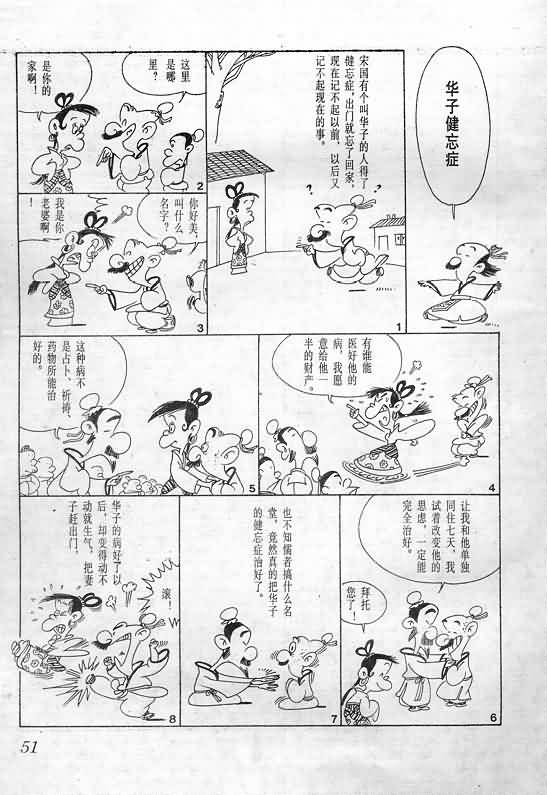 华子健忘症
宋国有个叫华子的人得了
健忘症，出门就忘了回家，
现在记不起以前，以后又
记不起现在的事。
?
?
1
这里
是哪
里？
是你的
家啊！
2
你好美，
叫什么
名字？
我是你
老婆啊
！
3
有谁能
医好他的
病，我愿
意给他一
半的财产。
4
这种病不
是占卜、祈祷、
药物所能治
好的。
5
让我和他单独
同住七天，我
试着改变他的
思虑，一定能
完全治好。
拜托
您了！
6
也不知儒者搞什么名
堂，竟然真的把华子
的健忘症治好了。
7
华子的病好了以
后，却变得动不
动就生气，把妻
子赶出门。
滚！
8
51